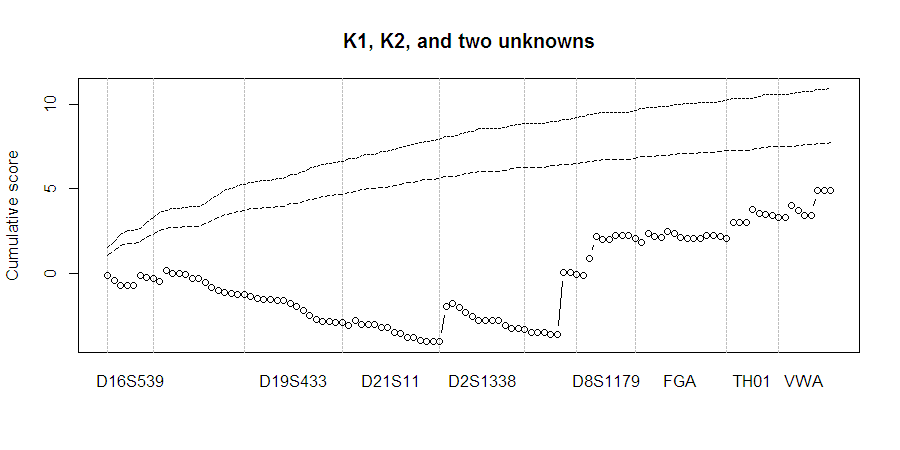 K1, K2, and two unknowns
Cumulative score
10
5
0
D16S539 D19S433 D21S11 D2S1338 D8S1179 FGA TH01 VWA